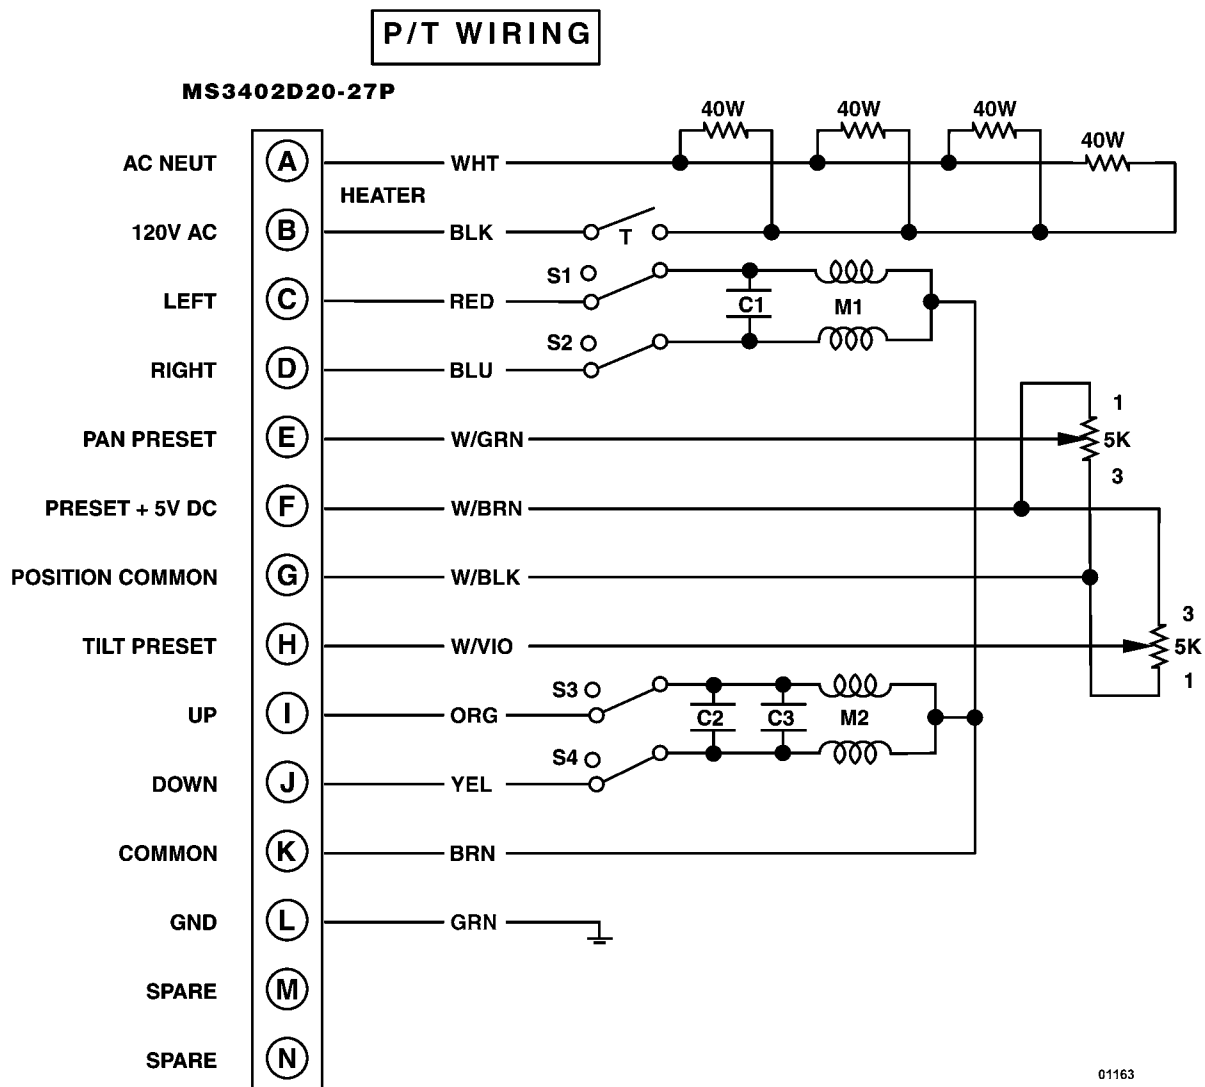 P/T WIRING
MS3402D20-27P
40W
40W
40W
40W
AC NEUT A WHT
HEATER
120V AC B BLK T
S1
LEFT C RED C1 M1
S2
RIGHT D BLU
1
PAN PRESET E W/GRN 5K
3
PRESET + 5V DC F W/BRN
POSITION COMMON G W/BLK
3
TILT PRESET H W/VIO 5K
1
S3
UP I ORG C2 C3 M2
S4
DOWN J YEL
COMMON K BRN
GND L GRN
SPARE M
SPARE N
01163